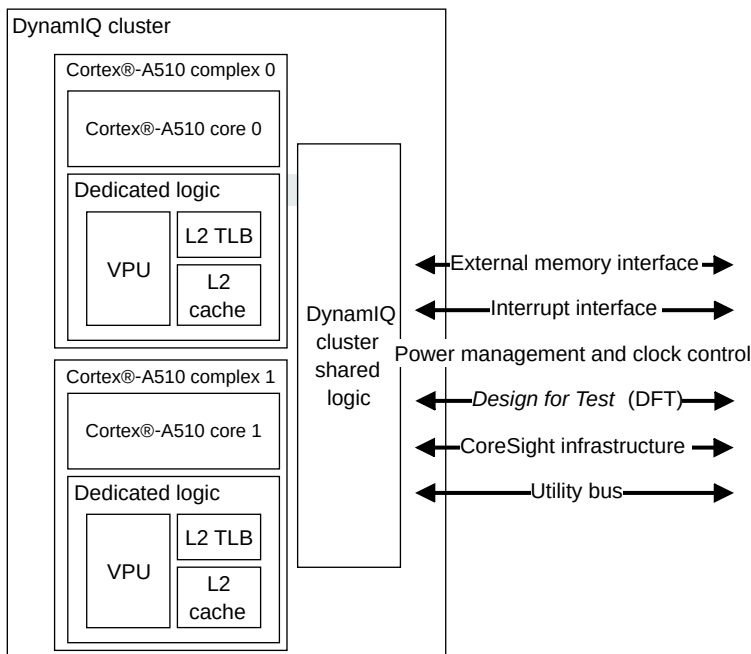 DynamIQ cluster
Cortex®-A510 complex 0
Cortex®-A510 core 0
Dedicated logic
VPU
L2 TLB
L2
cache
Cortex®-A510 complex 1
Cortex®-A510 core 1
Dedicated logic
VPU
L2 TLB
L2
cache
DynamIQ
cluster
shared
logic
External memory interface
Interrupt interface
Power management and clock control
Design for Test (DFT)
CoreSight infrastructure
Utility bus